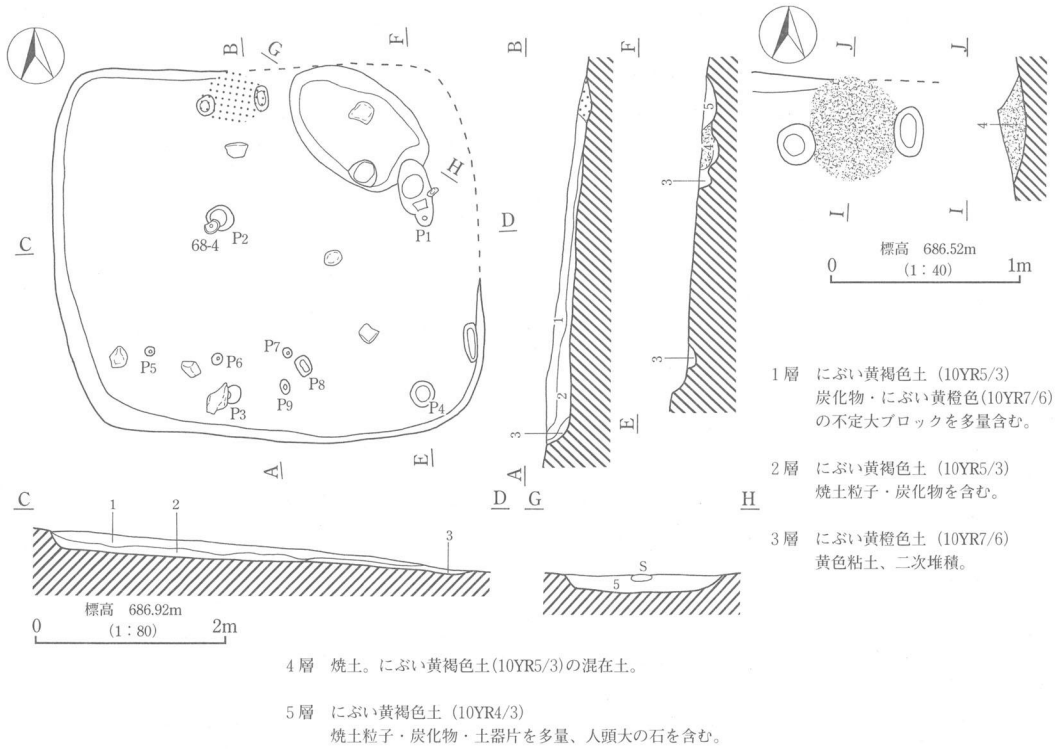 B
G
F
B
F
J
J
5
4
3
H
4
C
68-4
P2
P1
D
I
I
標高 686.52m
0
(1:40)
1m
1
P5
P6
P7
P8
P3
P9
P4
3
2
3
A
E
A
E
1層 にぶい黄褐色土 (10YR5/3)
炭化物・にぶい黄橙色(10YR7/6)
の不定大ブロックを多量含む。
2層 にぶい黄褐色土 (10YR5/3)
焼土粒子・炭化物を含む。
3層 にぶい黄橙色土 (10YR7/6)
黄色粘土、二次堆積。
C
1
2
3
D
G
S
5
H
標高 686.92m
0
(1:80)
2m
4層 焼土。にぶい黄褐色土(10YR5/3)の混在土。
5層 にぶい黄褐色土 (10YR4/3)
焼土粒子・炭化物・土器片を多量、人頭大の石を含む。